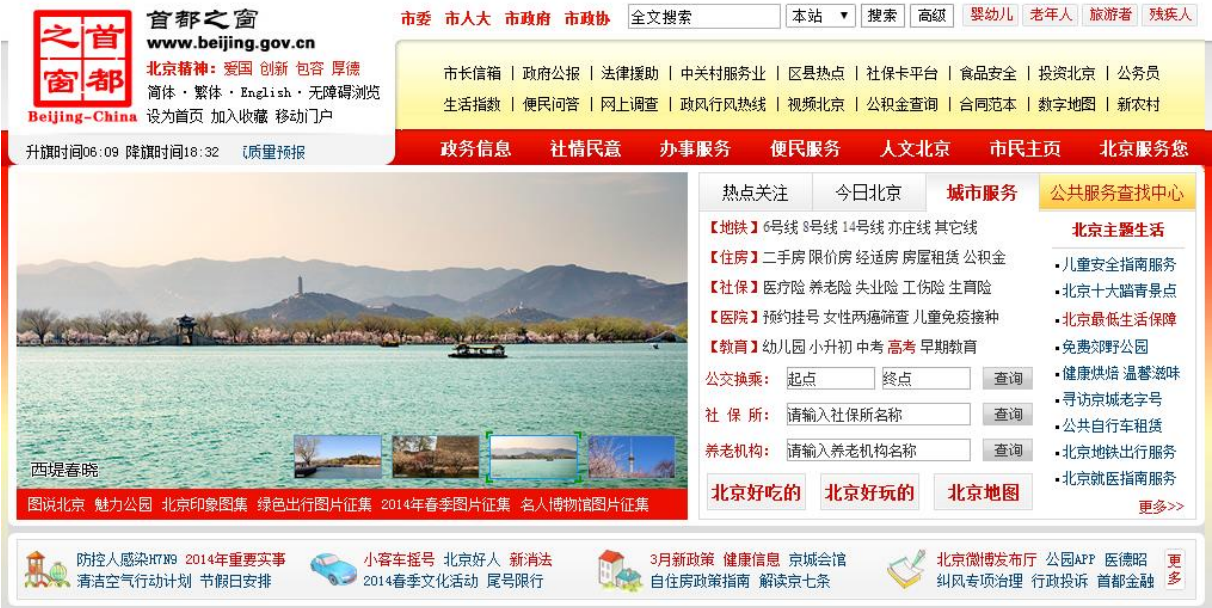 首都之窗
Beijing-China
首都之窗
www.beijing.gov.cn
北京精神：爱国 创新 包容 厚德
简体 · 繁体 · English · 无障碍浏览
设为首页 加入收藏 移动门户
市委 市人大 市政府 市政协 全文搜索 本站 ▼ 搜索 高级 婴幼儿 老年人 旅游者 残疾人
市长信箱 | 政府公报 | 法律援助 | 中关村服务业 | 区县热点 | 社保卡平台 | 食品安全 | 投资北京 | 公务员
生活指数 | 便民问答 | 网上调查 | 政风行风热线 | 视频北京 | 公积金查询 | 合同范本 | 数字地图 | 新农村
升旗时间06:09 降旗时间18:32 质量预报
政务信息 社情民意 办事服务 便民服务 人文北京 市民主页 北京服务您
西堤春晓
图说北京 魅力公园 北京印象图集 绿色出行图片征集 2014年春季图片征集 名人博物馆图片征集
热点关注 今日北京 城市服务 公共服务查找中心
【地铁】6号线 8号线 14号线 亦庄线 其它线
【住房】二手房 限价房 经适房 房屋租赁 公积金
【社保】医疗险 养老险 失业险 工伤险 生育险
【医院】预约挂号 女性两癌筛查 儿童免疫接种
【教育】幼儿园 小升初 中考 高考 早期教育
公交换乘： 起点 终点 查询
社 保 所： 请输入社保所名称 查询
养老机构： 请输入养老机构名称 查询
北京好吃的 北京好玩的 北京地图
北京主题生活
▪儿童安全指南服务
▪北京十大踏青景点
▪北京最低生活保障
▪免费郊野公园
▪健康烘焙 温馨滋味
▪寻访京城老字号
▪公共自行车租赁
▪北京地铁出行服务
▪北京就医指南服务
更多>>
防控人感染H7N9 2014年重要实事
清洁空气行动计划 节假日安排
小客车摇号 北京好人 新消法
2014春季文化活动 尾号限行
3月新政策 健康信息 京城会馆
自住房政策指南 解读京七条
北京微博发布厅 公园APP 医德昭
纠风专项治理 行政投诉 首都金融
更多